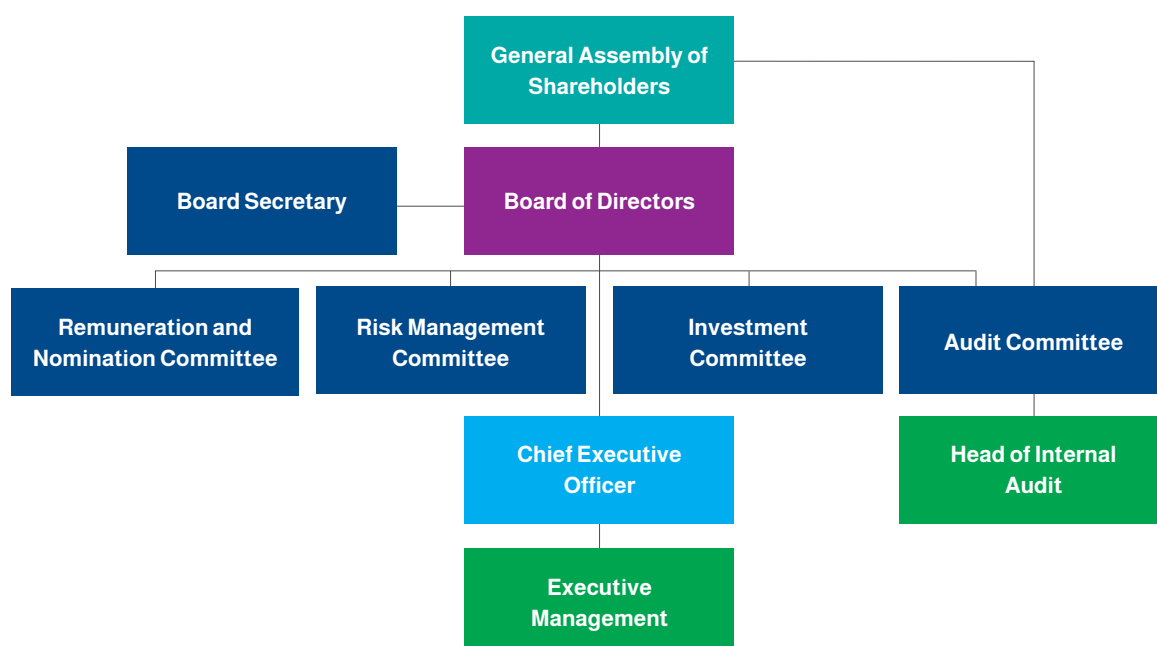 General Assembly of
Shareholders
Board Secretary
Board of Directors
Remuneration and
Nomination Committee
Risk Management
Committee
Investment
Committee
Audit Committee
Chief Executive
Officer
Head of Internal
Audit
Executive
Management